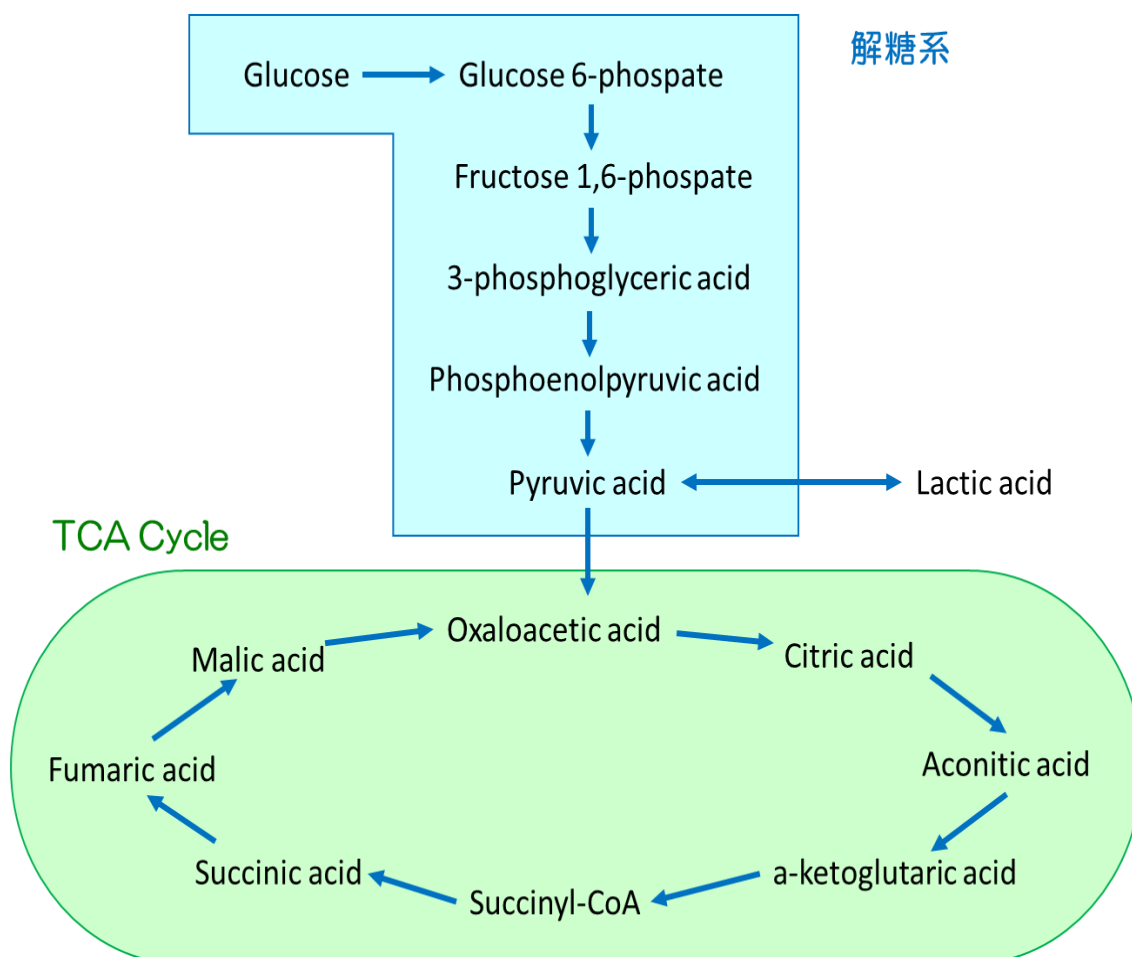 解糖系
Glucose
Glucose 6-phospate
Fructose 1,6-phospate
3-phosphoglyceric acid
Phosphoenolpyruvic acid
Pyruvic acid
Lactic acid
TCA Cycle
Oxaloacetic acid
Malic acid
Citric acid
Fumaric acid
Aconitic acid
Succinic acid
a-ketoglutaric acid
Succinyl-CoA